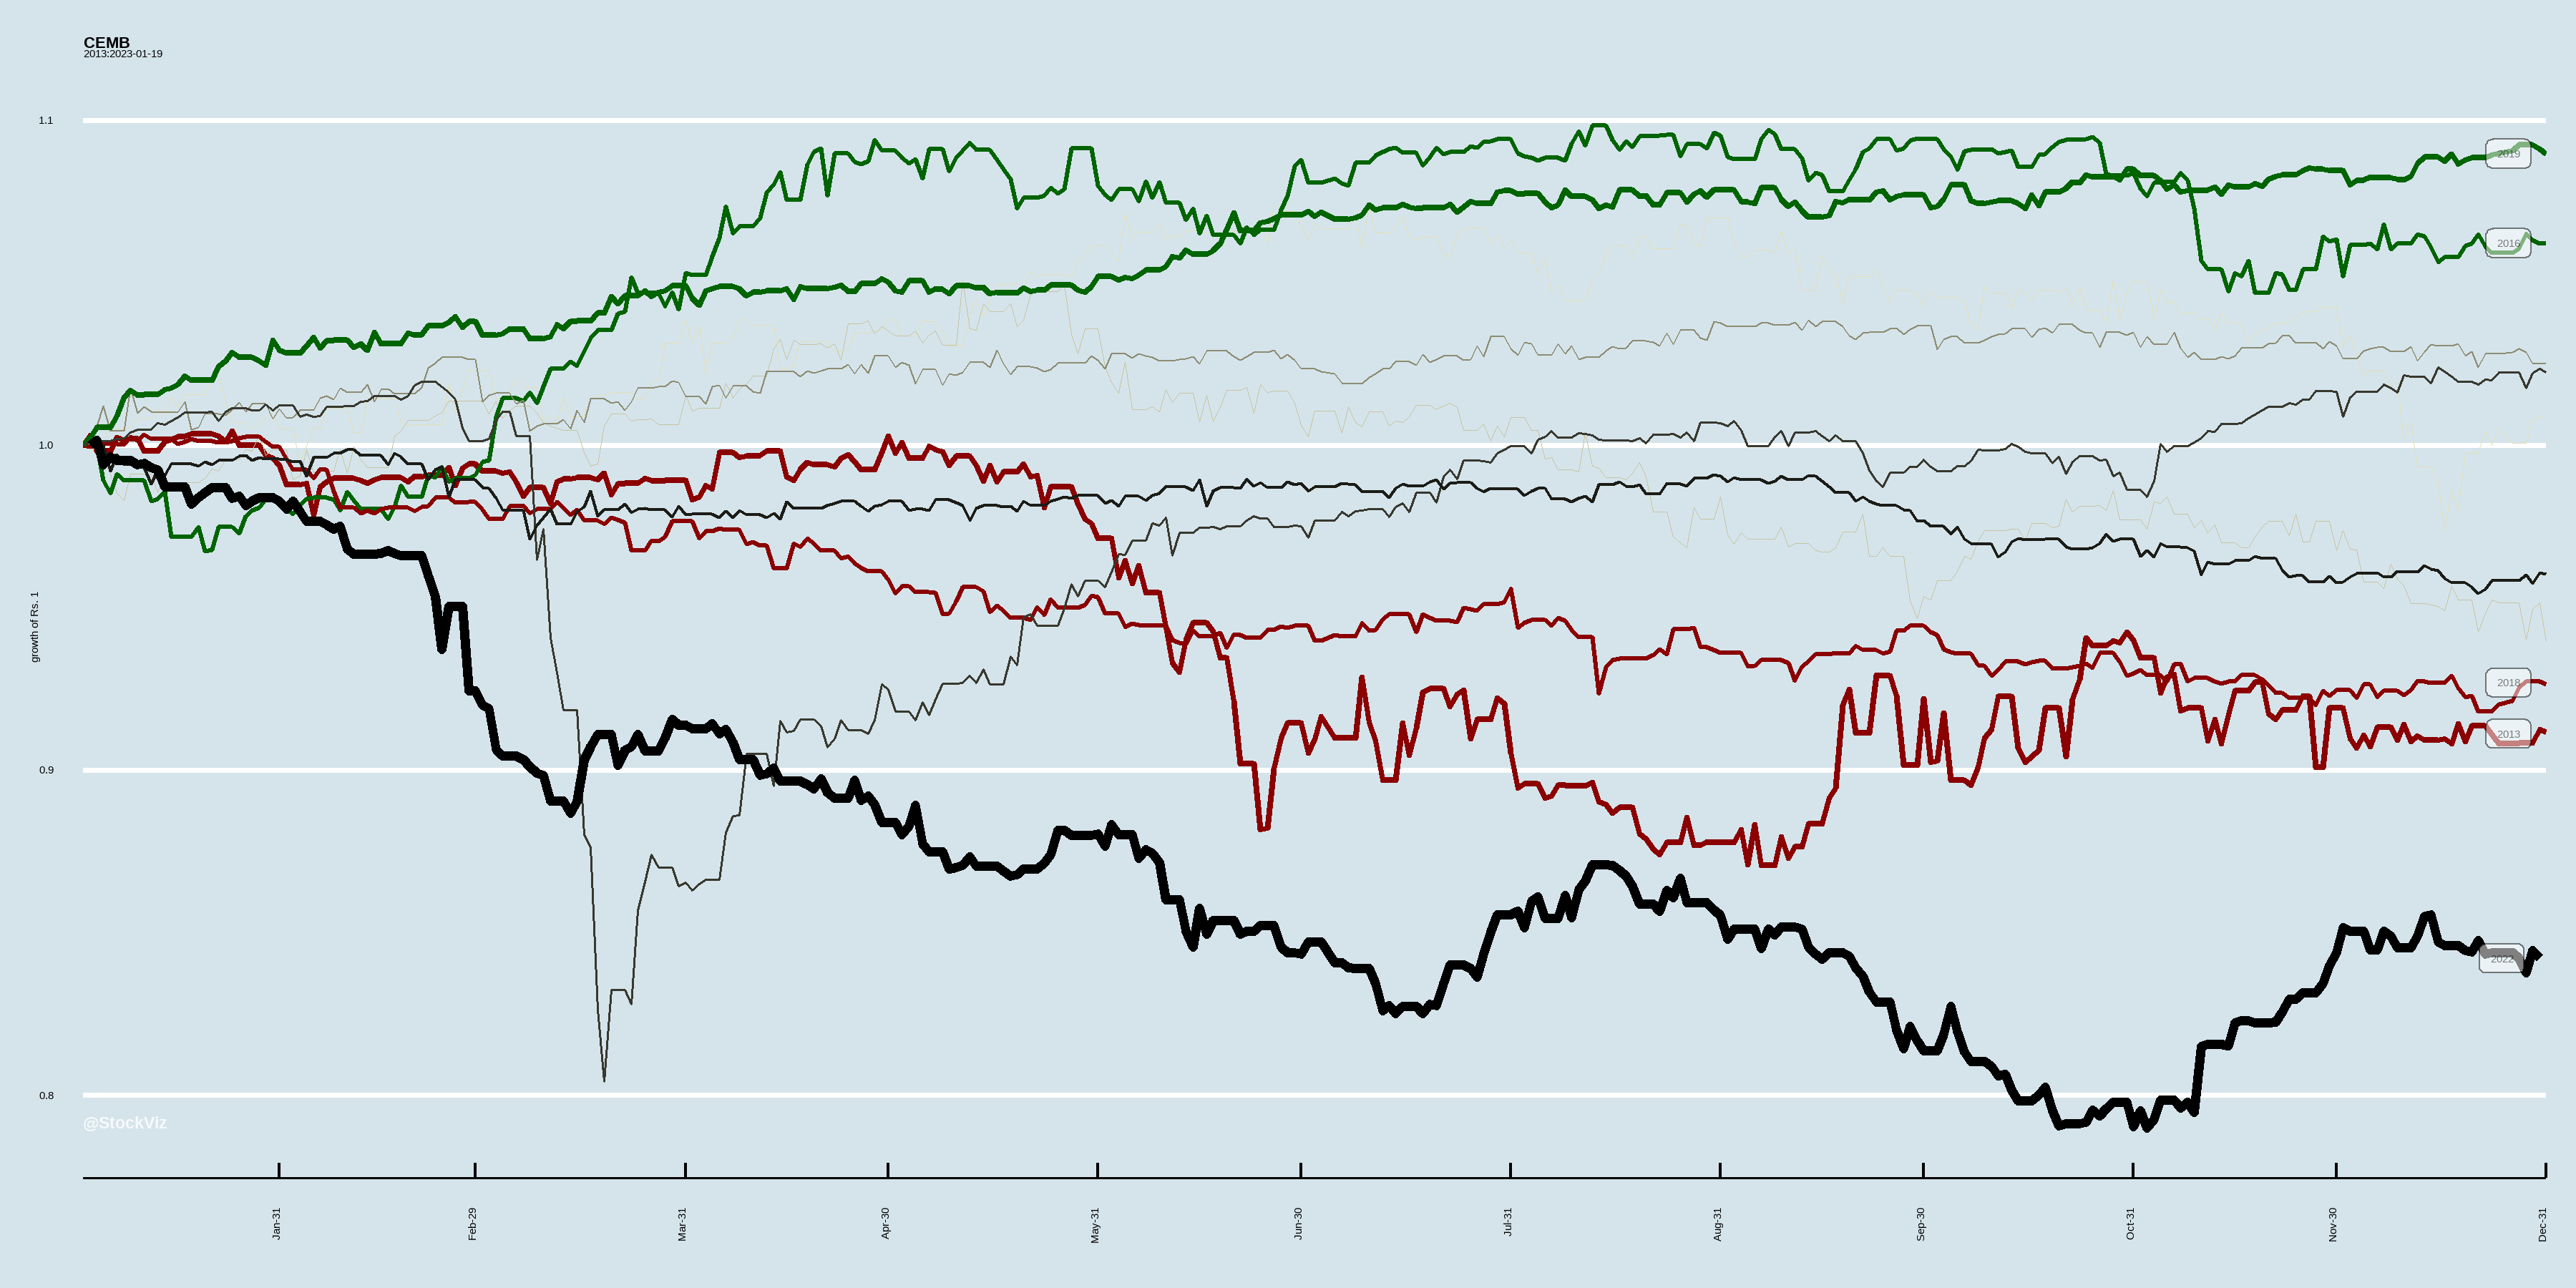 CEMB
2013:2023-01-19
1.1
2019
2016
1.0
growth of Rs. 1
2018
2013
0.9
2022
0.8
@StockViz
Jan-31
Feb-29
Mar-31
Apr-30
May-31
Jun-30
Jul-31
Aug-31
Sep-30
Oct-31
Nov-30
Dec-31